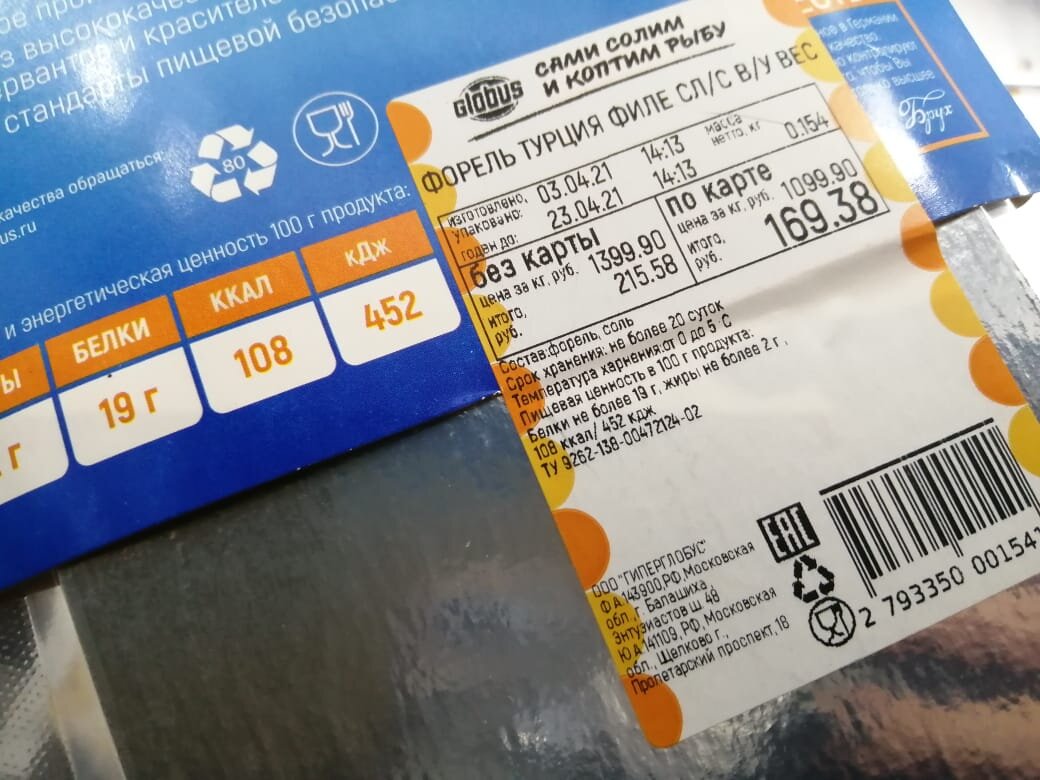 з высококачес
и красителе
стандарты пищевой безопас
качества обращаться:
us.ru
80
и энергетическая ценность 100 г продукта:
БЕЛКИ
ККАЛ
кДЖ
19 г
108
452
GLOBUS
САМИ СОЛИМ
И КОПТИМ РЫБУ
ФОРЕЛЬ ТУРЦИЯ ФИЛЕ СЛ/С В/У ВЕС
изготовлено,
упаковано:
03.04.21
14:13
масса
нетто, кг
0.154
годен до:
23.04.21
14:13
без карты
цена за кг, руб.
1399.90
итого,
руб.
215.58
по карте
цена за кг, руб.
1099.90
итого,
руб.
169.38
Состав:форель, соль
Срок хранения: не более 20 суток
Температура харнения:от 0 до 5 С
Пищевая ценность в 100 г продукта:
Белки не более 19 г, жиры не более 2 г ,
108 ккал/ 452 кдж
ТУ 9262-138-00472124-02
ООО "ГИПЕРГЛОБУС"
Ф.А.143900,РФ,Московская
обл.,г. Балашиха,
Энтузиастов ш 48
Ю.А.141109,РФ, Московская
обл., Щелково г.,
Пролетарский проспект,18
EAC
2 793350 00154